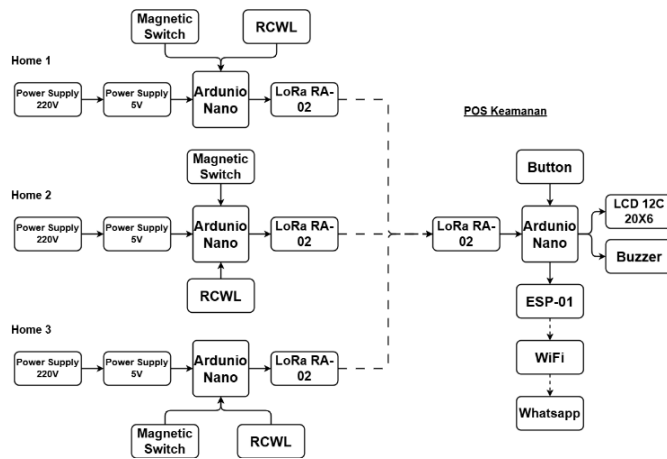 Magnetic
Switch
RCWL
Home 1
Power Supply
220V
Power Supply
5V
Ardunio
Nano
LoRa RA-
02
POS Keamanan
Magnetic
Switch
Button
Home 2
Power Supply
220V
Power Supply
5V
Ardunio
Nano
LoRa RA-
02
LoRa RA-
02
Ardunio
Nano
LCD 12C
20X6
Buzzer
RCWL
ESP-01
Home 3
Power Supply
220V
Power Supply
5V
Ardunio
Nano
LoRa RA-
02
WiFi
Magnetic
Switch
RCWL
Whatsapp